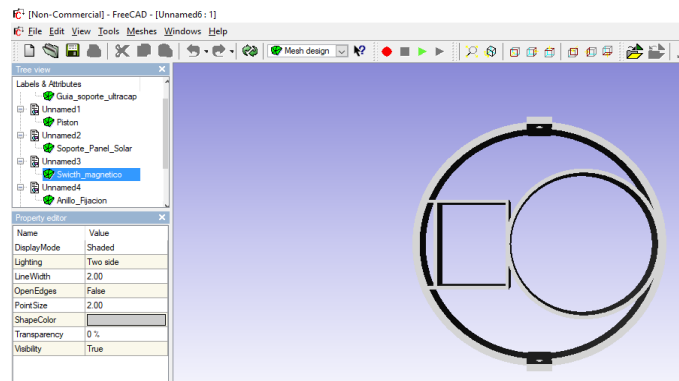 [Non-Commercial] - FreeCAD - [Unnamed6 : 1]
File Edit View Tools Meshes Windows Help
Mesh design
Tree view
Labels & Attributes
Guia_soporte_ultracap
Unnamed1
Piston
Unnamed2
Soporte_Panel_Solar
Unnamed3
Swicth_magnetico
Unnamed4
Anillo_Fijacion
Property editor
Name Value
DisplayMode Shaded
Lighting Two side
LineWidth 2.00
OpenEdges False
PointSize 2.00
ShapeColor
Transparency 0 %
Visibility True